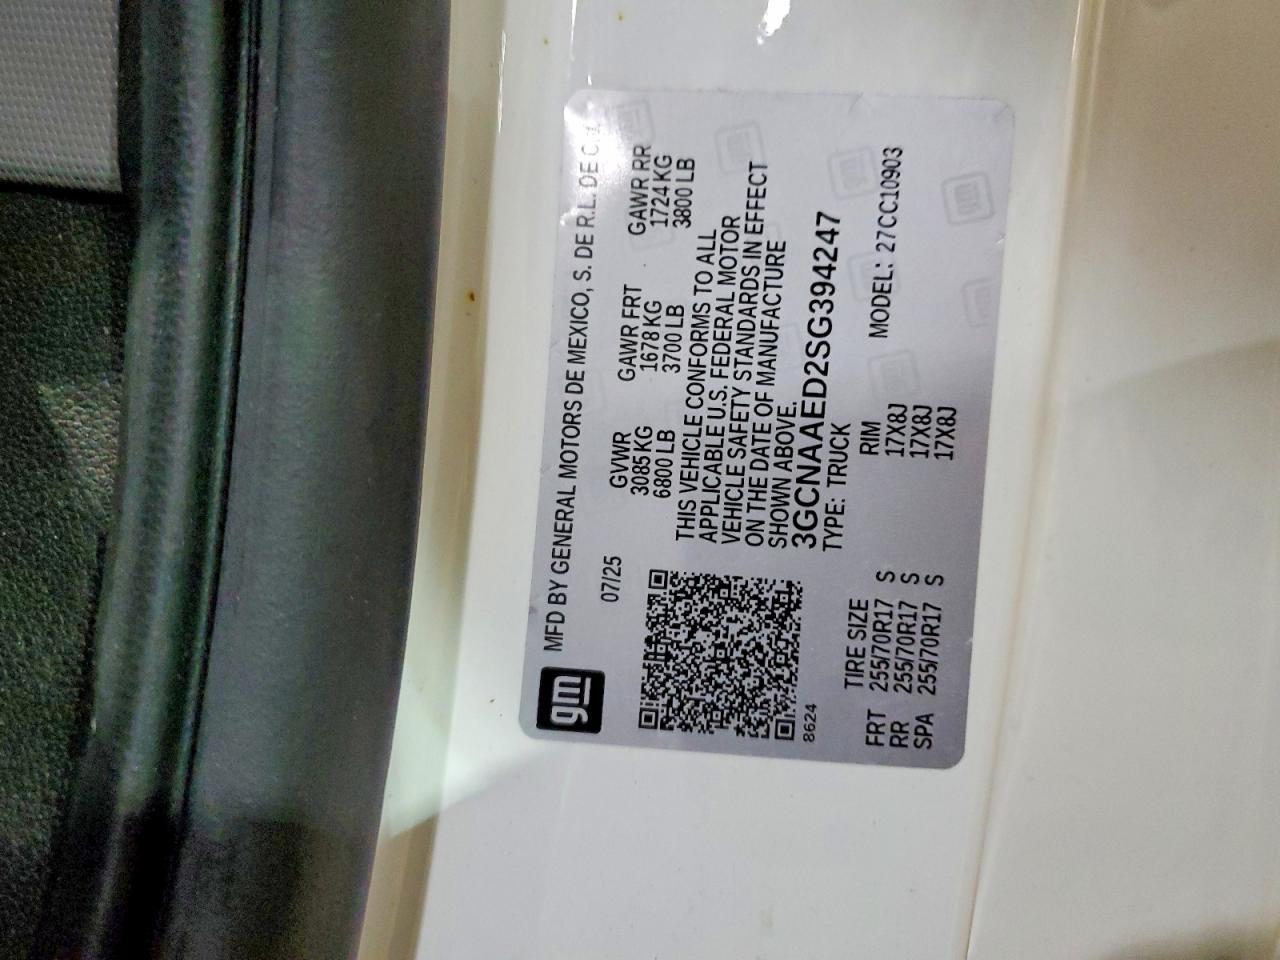 gm MFD BY GENERAL MOTORS DE MEXICO, S. DE R.L. DE C.V.
07/25
GVWR GAWR FRT GAWR RR
3085 KG 1678 KG 1724 KG
6800 LB 3700 LB 3800 LB
THIS VEHICLE CONFORMS TO ALL
APPLICABLE U.S. FEDERAL MOTOR
VEHICLE SAFETY STANDARDS IN EFFECT
ON THE DATE OF MANUFACTURE
SHOWN ABOVE.
3GCNAAED2SG394247
8624
TYPE: TRUCK
TIRE SIZE RIM MODEL: 27CC10903
FRT 255/70R17 S 17X8J
RR 255/70R17 S 17X8J
SPA 255/70R17 S 17X8J